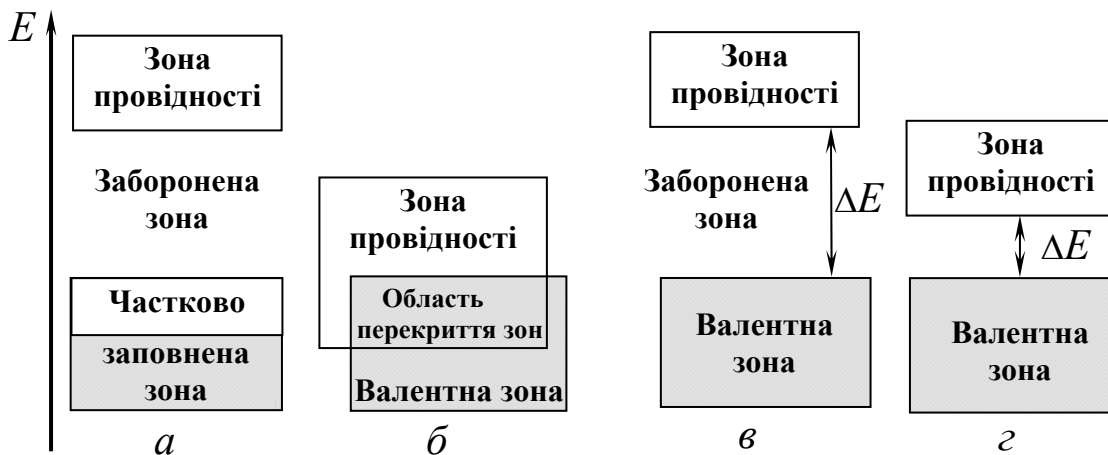 E
Зона
провідності
Заборонена
зона
Частково
заповнена
зона
а
Зона
провідності
Область
перекриття зон
Валентна зона
б
Зона
провідності
Заборонена
зона
ΔE
Валентна
зона
в
Зона
провідності
ΔE
Валентна
зона
г